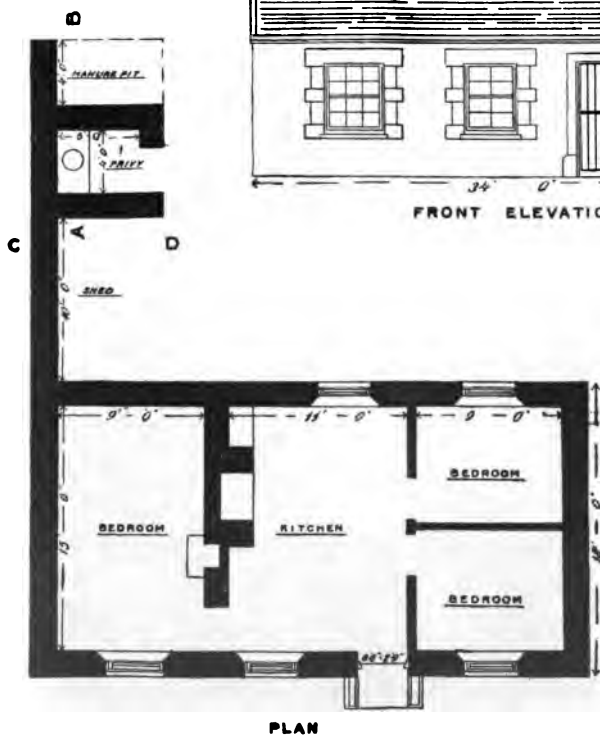 B
MANURE PIT
PRIVY
34' 0"
FRONT ELEVATIO
C
A
D
SHED
10'-0"
9'-0"
11'-0"
9-0"
BEDROOM
BEDROOM
KITCHEN
BEDROOM
PLAN